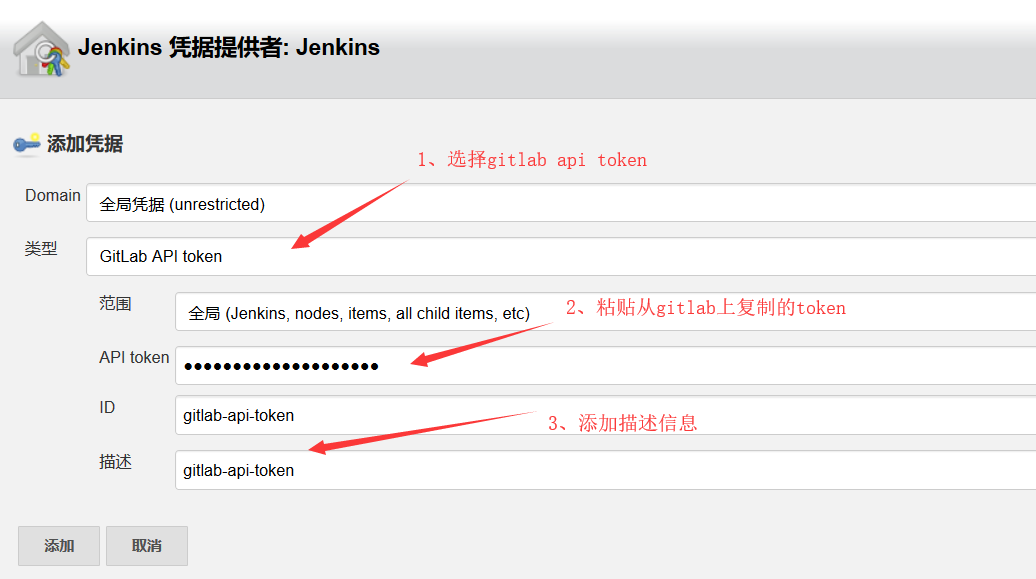 Jenkins 凭据提供者: Jenkins
添加凭据
1、选择gitlab api token
Domain
全局凭据 (unrestricted)
类型
GitLab API token
范围
全局 (Jenkins, nodes, items, all child items, etc)
2、粘贴从gitlab上复制的token
API token
••••••••••••••••••••
ID
gitlab-api-token
3、添加描述信息
描述
gitlab-api-token
添加
取消